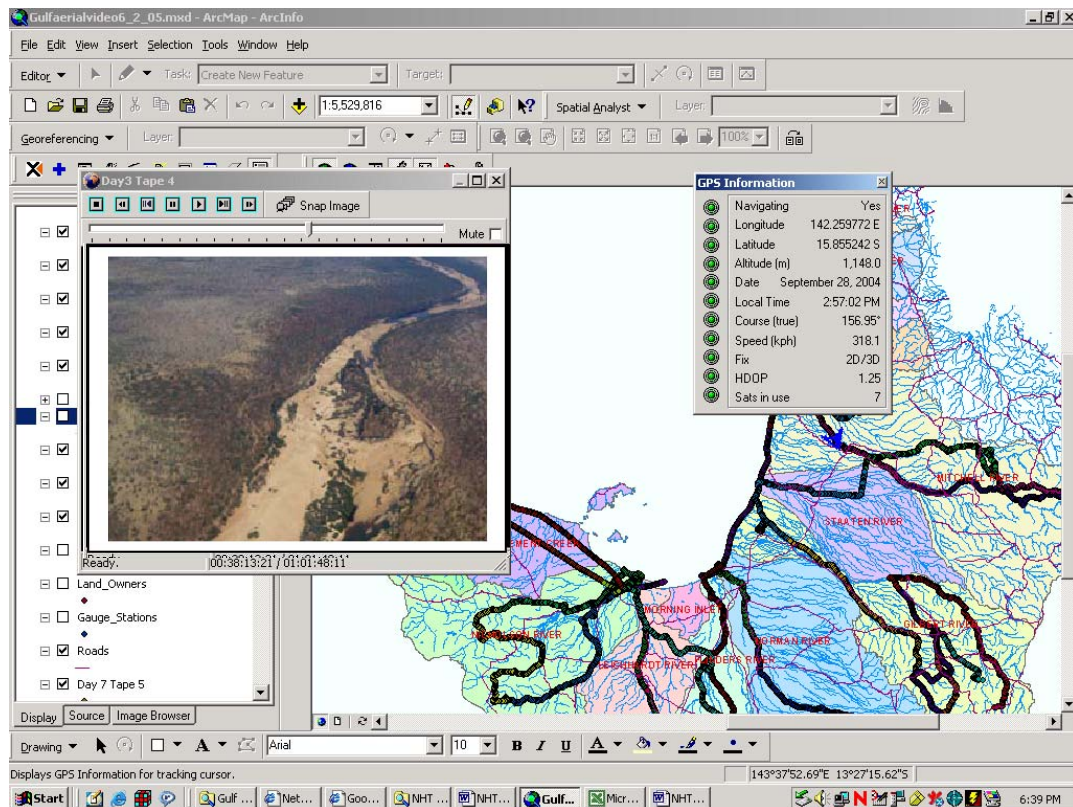 Gulfaerialvideo6_2_05.mxd - ArcMap - ArcInfo
File Edit View Insert Selection Tools Window Help
Editor Task: Create New Feature Target:
1:5,529,816 Spatial Analyst Layer:
Georeferencing Layer: 100%
Day3 Tape 4
Snap Image
Mute
Ready. 00:38:13:21 / 01:01:48:11
GPS Information
Navigating Yes
Longitude 142.259772 E
Latitude 15.855242 S
Altitude (m) 1,148.0
Date September 28, 2004
Local Time 2:57:02 PM
Course (true) 156.95°
Speed (kph) 318.1
Fix 2D/3D
HDOP 1.25
Sats in use 7
MITCHELL RIVER
STAATEN RIVER
MORNING INLET
GILBERT RIVER
NORMAN RIVER
LEICHHARDT RIVER
FLINDERS RIVER
Land_Owners
Gauge_Stations
Roads
Day 7 Tape 5
Display Source Image Browser
Drawing A Arial 10 B I U A
Displays GPS Information for tracking cursor.
143°37'52.69"E 13°27'15.62"S
Start Gulf ... Net... Goo... NHT ... NHT... Gulf... Micr... NHT... 6:39 PM